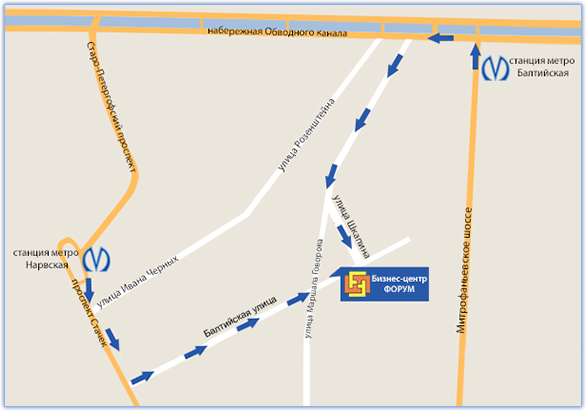 набережная Обводного канала
станция метро
Балтийская
Старо-Петергофский проспект
улица Розенштейна
улица Шкапина
Митрофаньевское шоссе
станция метро
Нарвская
улица Ивана Черных
улица Маршала Говорова
Бизнес-центр
ФОРУМ
проспект Стачек
Балтийская улица